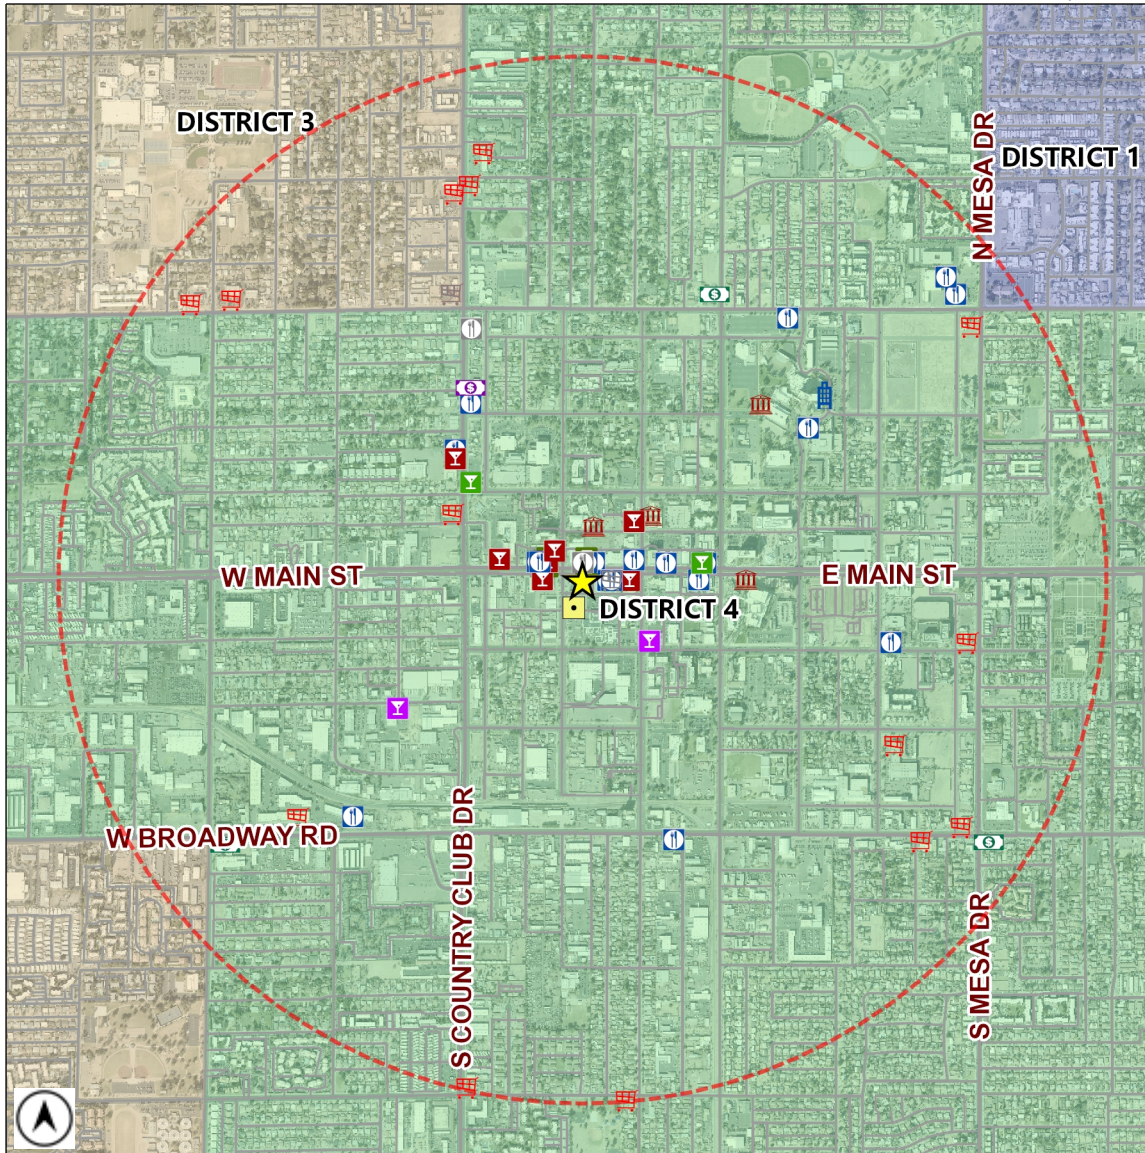 DISTRICT 3
N MESA DR
DISTRICT 1
$
$
W MAIN ST
E MAIN ST
DISTRICT 4
W BROADWAY RD
S COUNTRY CLUB DR
$
S MESA DR